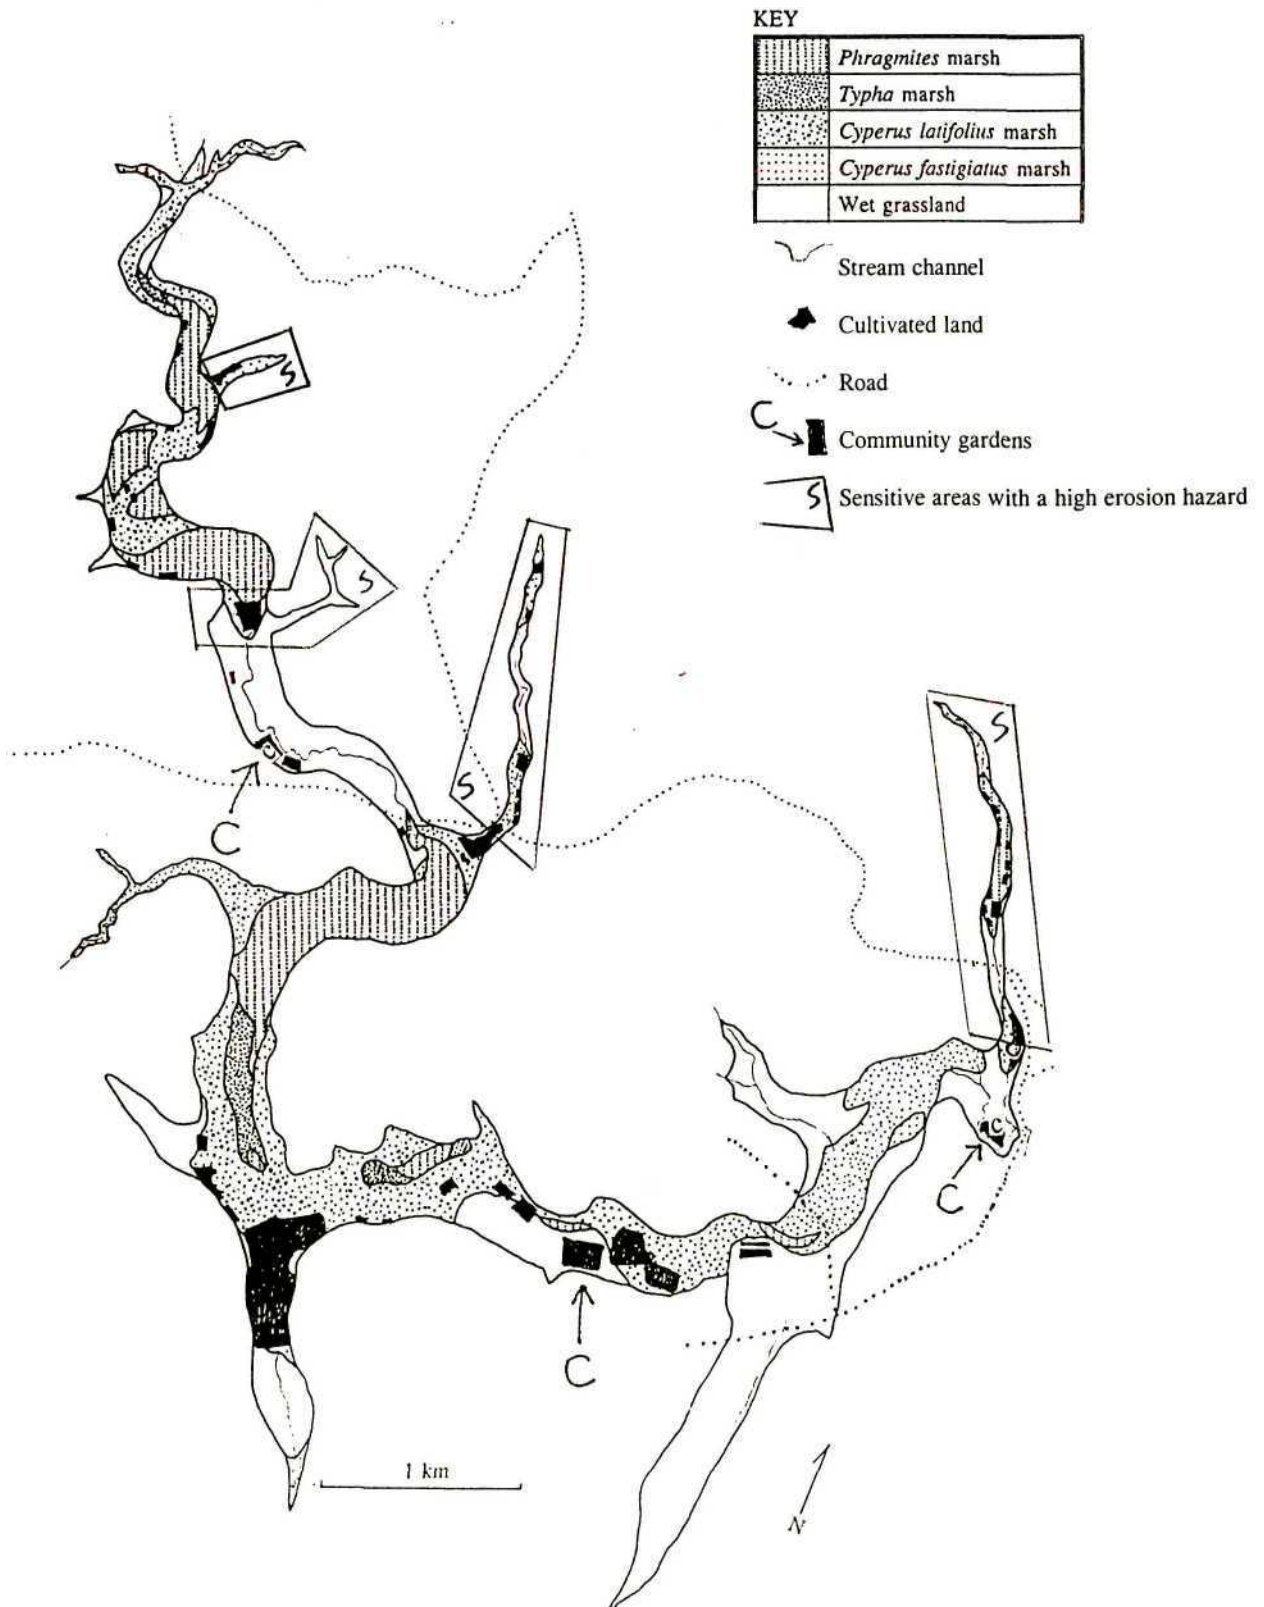 KEY
Phragmites marsh
Typha marsh
Cyperus latifolius marsh
Cyperus fastigiatus marsh
Wet grassland
Stream channel
Cultivated land
Road
C
Community gardens
S
Sensitive areas with a high erosion hazard
S
S
S
S
C
C
C
C
C
C
1 km
N